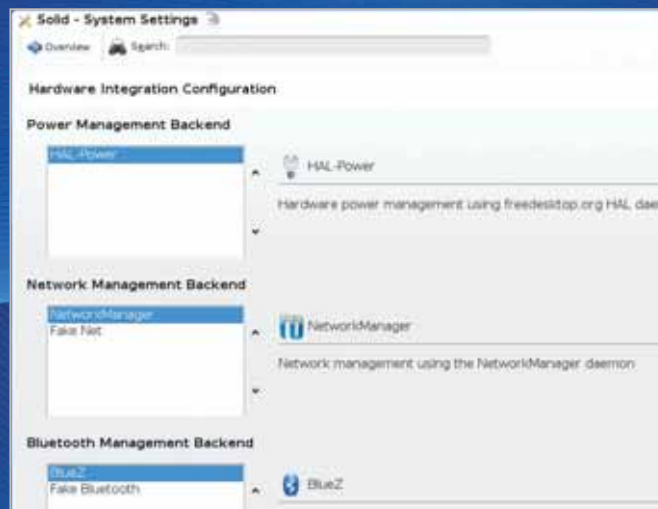 Solid - System Settings
Overview Search:
Hardware Integration Configuration
Power Management Backend
HAL-Power
HAL-Power
Hardware power management using freedesktop.org HAL dae
Network Management Backend
NetworkManager
Fake Net
NetworkManager
Network management using the NetworkManager daemon
Bluetooth Management Backend
BlueZ
Fake Bluetooth
BlueZ